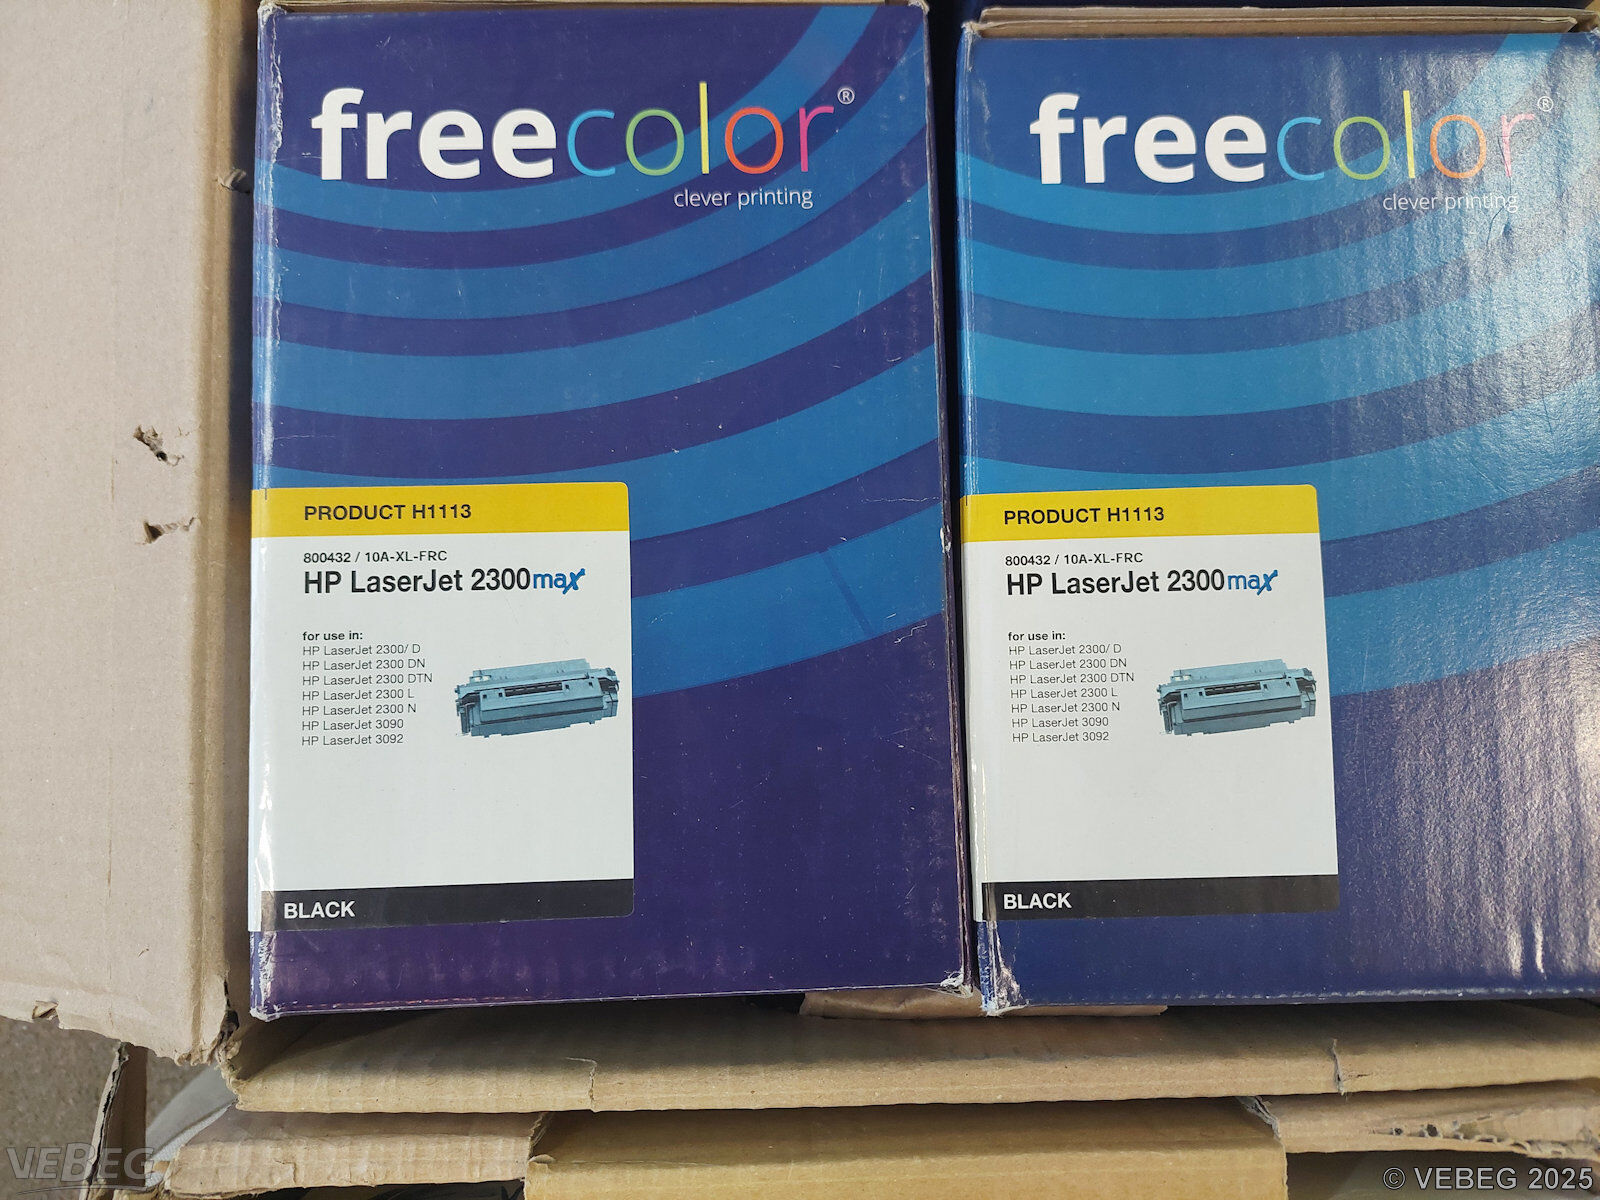 freecolor®
clever printing
PRODUCT H1113
800432 / 10A-XL-FRC
HP LaserJet 2300max
for use in:
HP LaserJet 2300/ D
HP LaserJet 2300 DN
HP LaserJet 2300 DTN
HP LaserJet 2300 L
HP LaserJet 2300 N
HP LaserJet 3090
HP LaserJet 3092
BLACK
freecolor®
clever printing
PRODUCT H1113
800432 / 10A-XL-FRC
HP LaserJet 2300max
for use in:
HP LaserJet 2300/ D
HP LaserJet 2300 DN
HP LaserJet 2300 DTN
HP LaserJet 2300 L
HP LaserJet 2300 N
HP LaserJet 3090
HP LaserJet 3092
BLACK
VEBEG
© VEBEG 2025